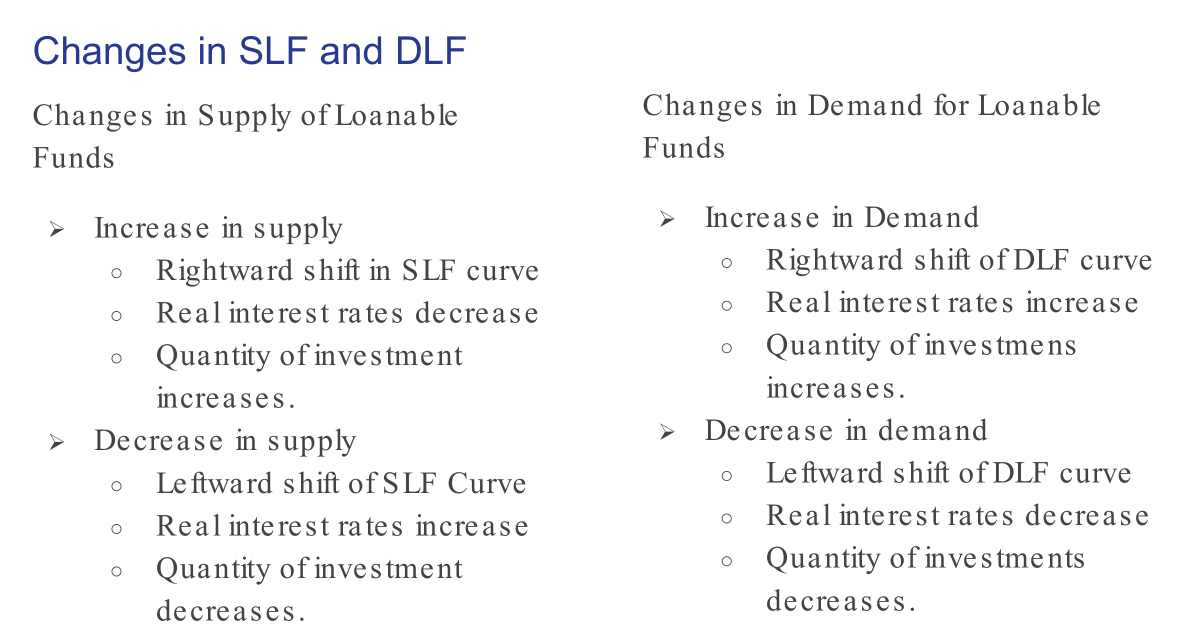 Changes in SLF and DLF
Changes in Supply of Loanable
Funds
➢ Increase in supply
○ Rightward shift in SLF curve
○ Real interest rates decrease
○ Quantity of investment
increases.
➢ Decrease in supply
○ Leftward shift of SLF Curve
○ Real interest rates increase
○ Quantity of investment
decreases.
Changes in Demand for Loanable
Funds
➢ Increase in Demand
○ Rightward shift of DLF curve
○ Real interest rates increase
○ Quantity of investmens
increases.
➢ Decrease in demand
○ Leftward shift of DLF curve
○ Real interest rates decrease
○ Quantity of investments
decreases.